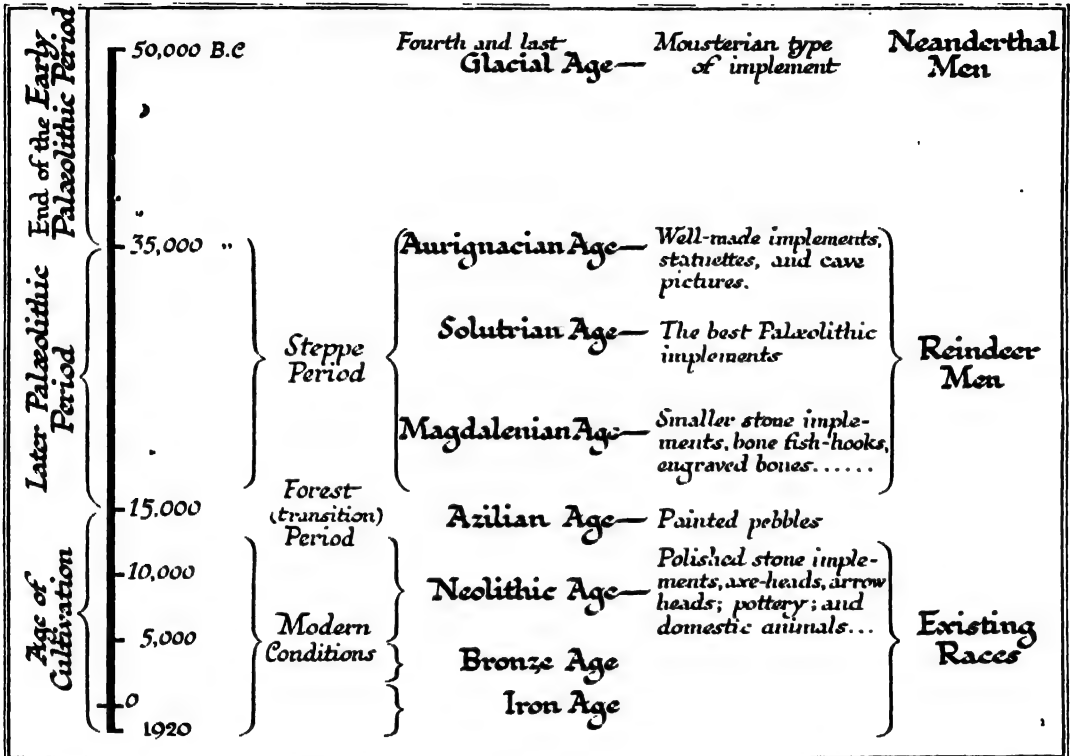 End of the Early
Palæolithic Period
Later Palæolithic
Period
Age of
Cultivation
50,000 B.C
35,000 "
15,000
10,000
5,000
0
1920
Steppe
Period
Forest
(transition)
Period
Modern
Conditions
Fourth and last
Glacial Age—
Mousterian type
of implement
Neanderthal
Men
Aurignacian Age—
Well-made implements,
statuettes, and cave
pictures.
Solutrian Age—
The best Palæolithic
implements
Magdalenian Age—
Smaller stone imple-
ments, bone fish-hooks,
engraved bones......
Reindeer
Men
Azilian Age—
Painted pebbles
Neolithic Age—
Polished stone imple-
ments, axe-heads, arrow
heads; pottery; and
domestic animals...
Bronze Age
Iron Age
Existing
Races